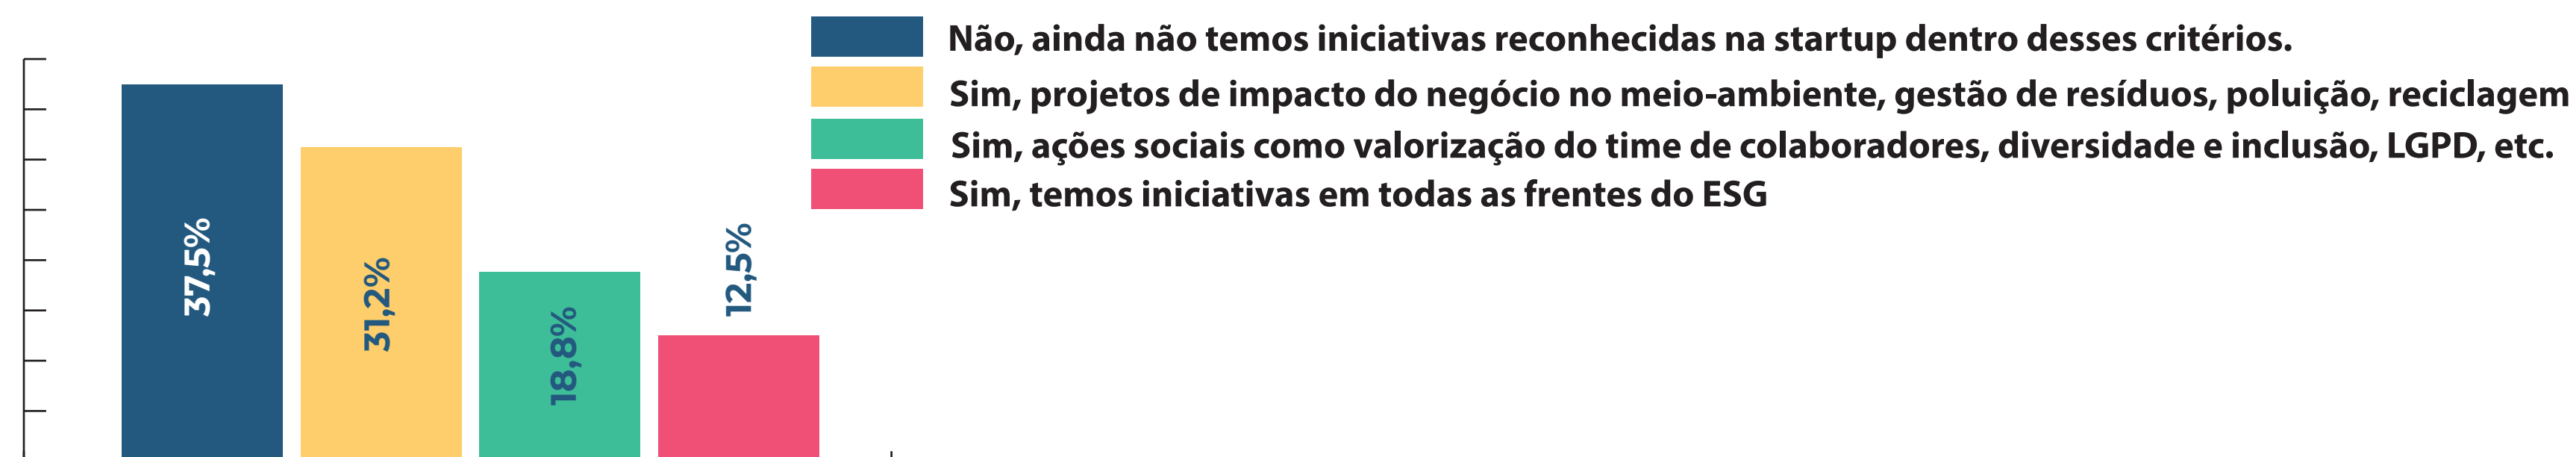 Não, ainda não temos iniciativas reconhecidas na startup dentro desses critérios.
Sim, projetos de impacto do negócio no meio-ambiente, gestão de resíduos, poluição, reciclagem
Sim, ações sociais como valorização do time de colaboradores, diversidade e inclusão, LGPD, etc.
Sim, temos iniciativas em todas as frentes do ESG
37,5%
31,2%
18,8%
12,5%